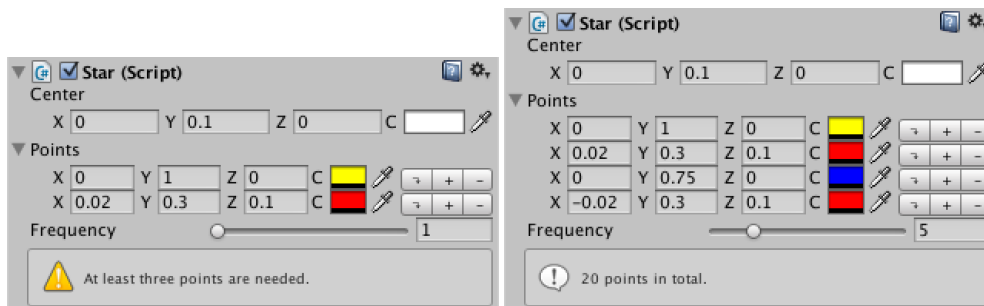 Star (Script)
Center
X 0 Y 0.1 Z 0 C
Points
X 0 Y 1 Z 0 C + -
X 0.02 Y 0.3 Z 0.1 C + -
Frequency 1
At least three points are needed.
Star (Script)
Center
X 0 Y 0.1 Z 0 C
Points
X 0 Y 1 Z 0 C + -
X 0.02 Y 0.3 Z 0.1 C + -
X 0 Y 0.75 Z 0 C + -
X -0.02 Y 0.3 Z 0.1 C + -
Frequency 5
20 points in total.